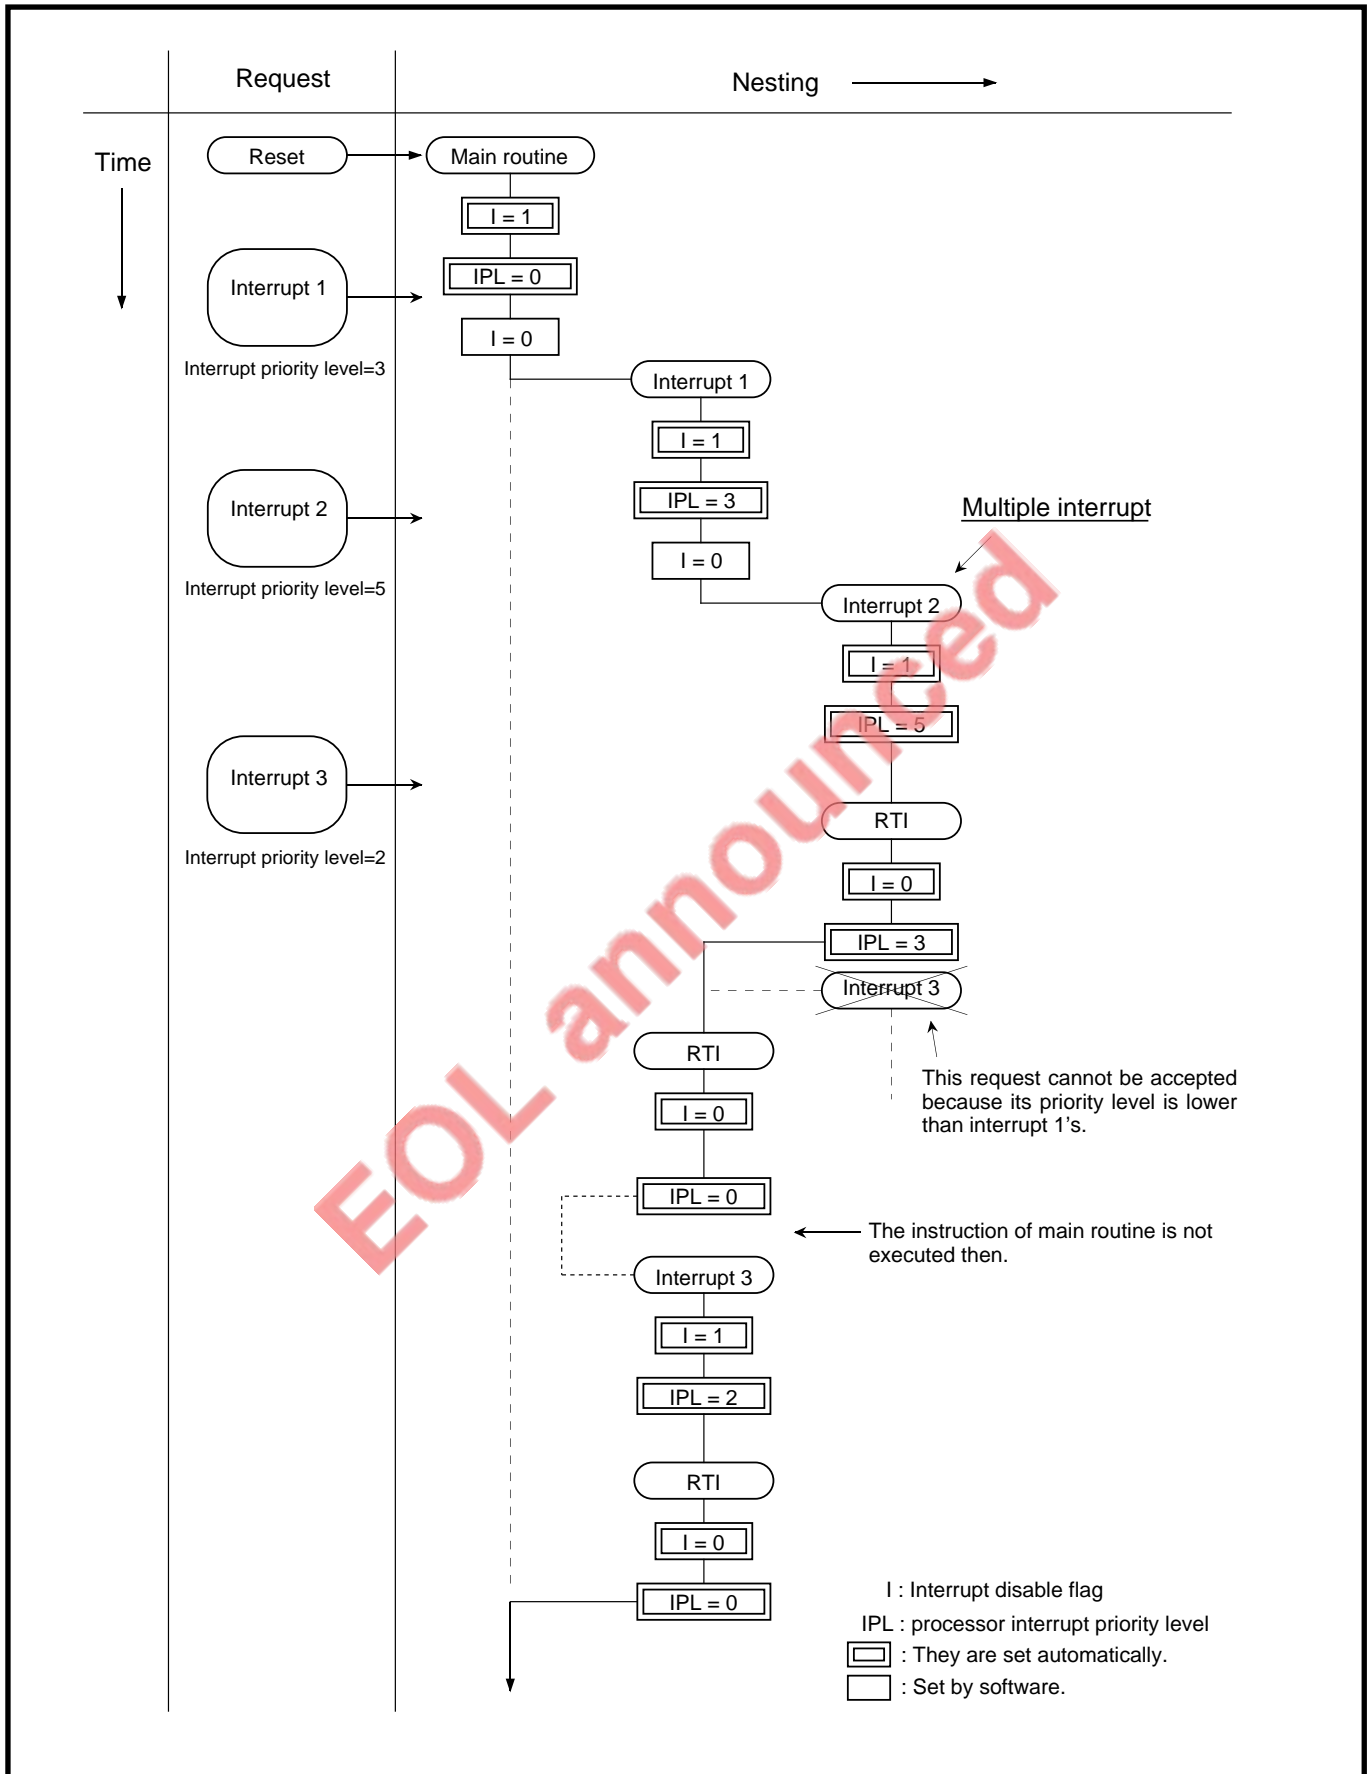 Request
Nesting
Time
Reset
Main routine
I = 1
IPL = 0
Interrupt 1
I = 0
Interrupt priority level=3
Interrupt 1
I = 1
IPL = 3
Interrupt 2
Multiple interrupt
I = 0
Interrupt priority level=5
Interrupt 2
I = 1
IPL = 5
Interrupt 3
RTI
Interrupt priority level=2
I = 0
IPL = 3
Interrupt 3
RTI
This request cannot be accepted
because its priority level is lower
than interrupt 1's.
I = 0
IPL = 0
The instruction of main routine is not
executed then.
Interrupt 3
I = 1
IPL = 2
RTI
I = 0
IPL = 0
I : Interrupt disable flag
IPL : processor interrupt priority level
: They are set automatically.
: Set by software.
EOL announced